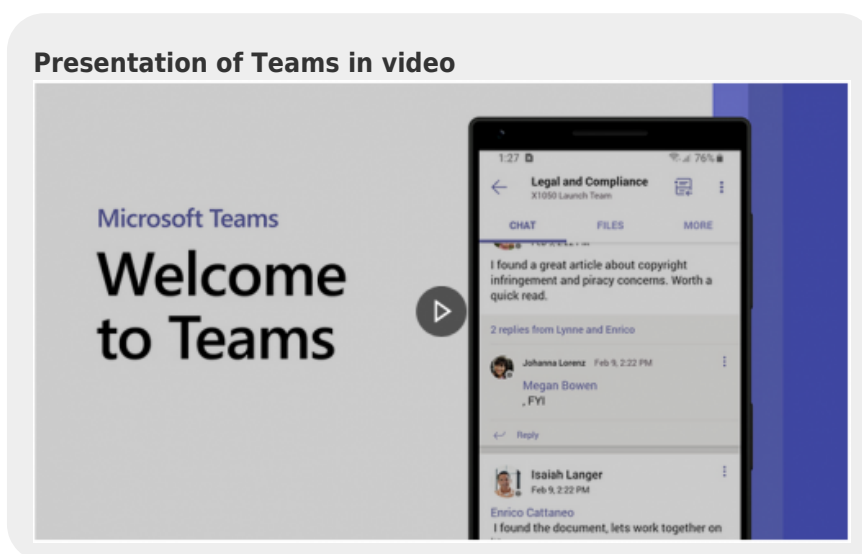 Presentation of Teams in video
Microsoft Teams
Welcome
to Teams
1:27
76%
Legal and Compliance
X1050 Launch Team
CHAT FILES MORE
I found a great article about copyright
infringement and piracy concerns. Worth a
quick read.
2 replies from Lynne and Enrico
Johanna Lorenz Feb 9, 2:22 PM
Megan Bowen
, FYI
Reply
Isaiah Langer
Feb 9, 2:22 PM
Enrico Cattaneo
I found the document, lets work together on